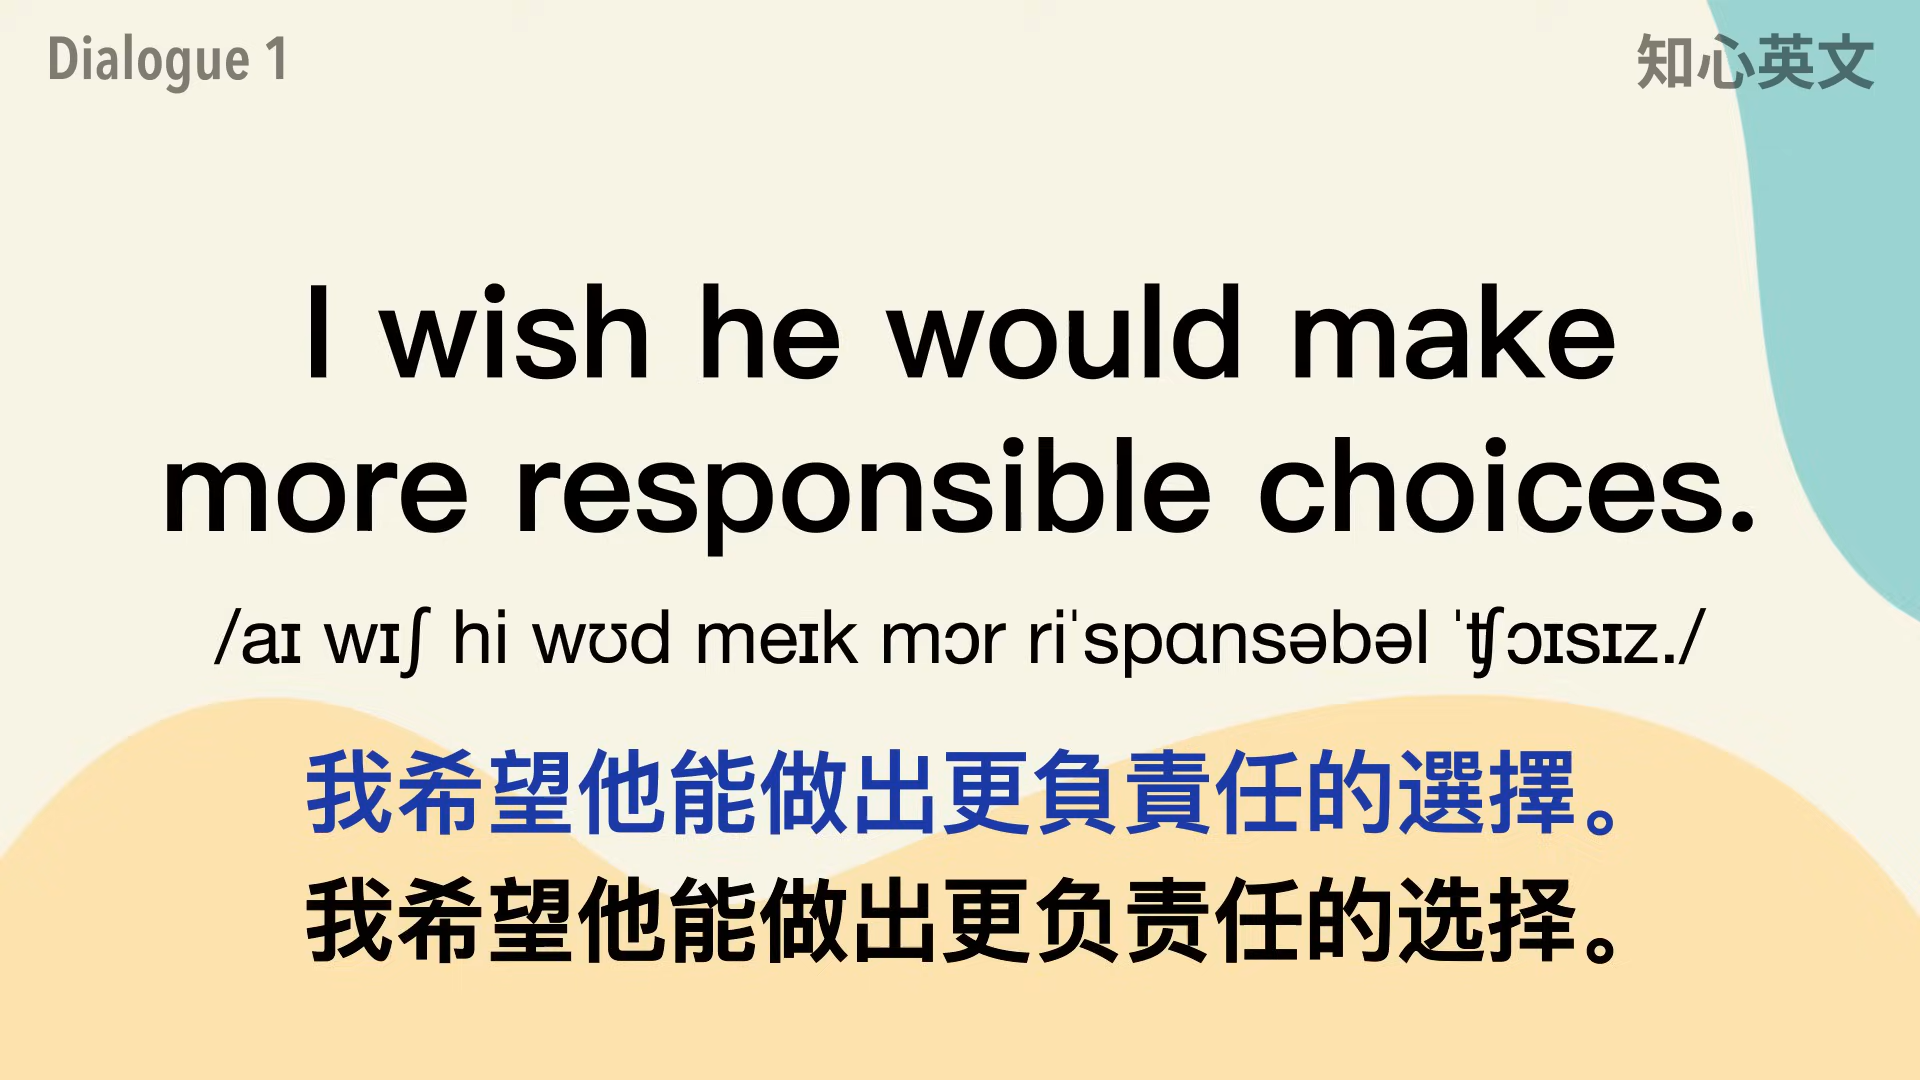 Dialogue 1
知心英文
I wish he would make
more responsible choices.
/aɪ wɪʃ hi wʊd meɪk mɔr riˈspɑnsəbəl ˈʧɔɪsɪz./
我希望他能做出更負責任的選擇。
我希望他能做出更负责任的选择。